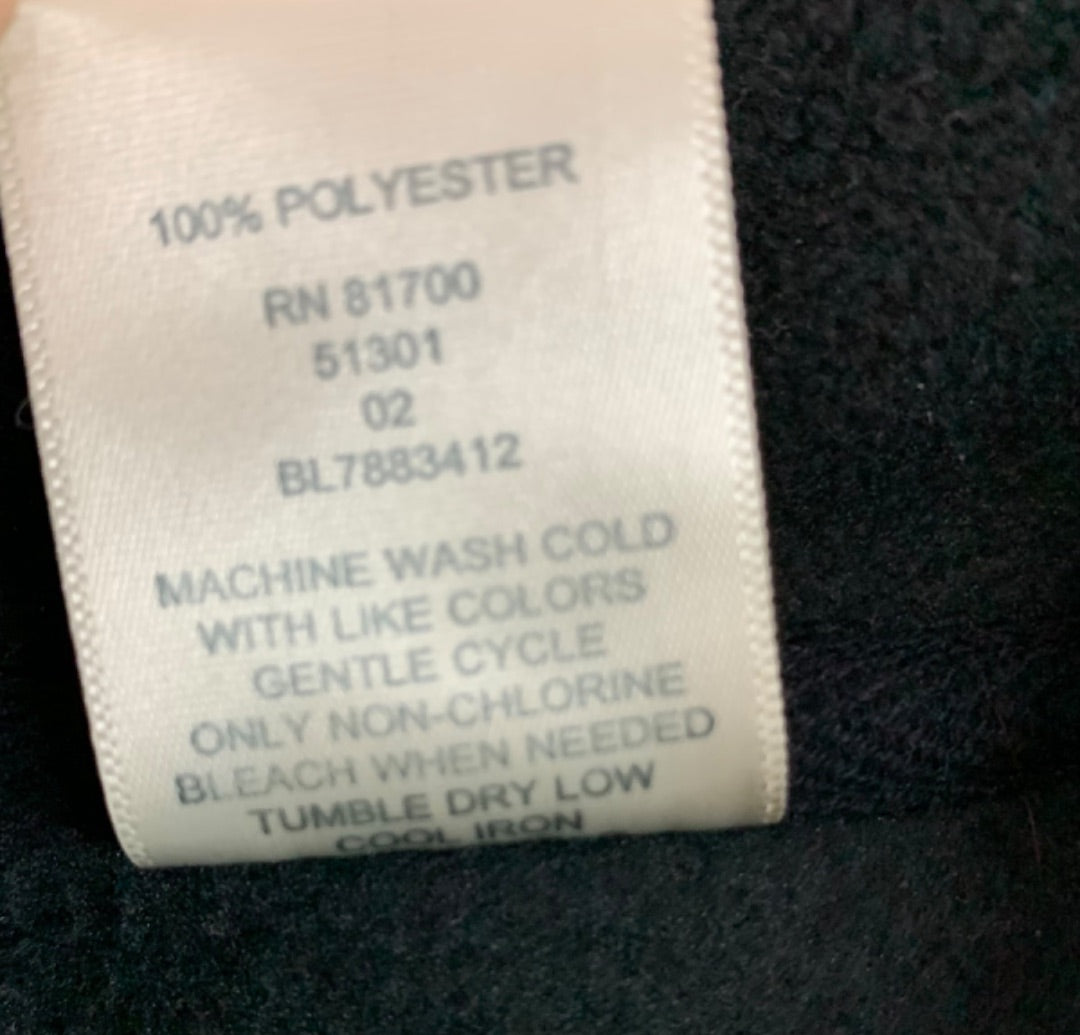 100% POLYESTER
RN 81700
51301
02
BL7883412
MACHINE WASH COLD
WITH LIKE COLORS
GENTLE CYCLE
ONLY NON-CHLORINE
BLEACH WHEN NEEDED
TUMBLE DRY LOW
COOL IRON